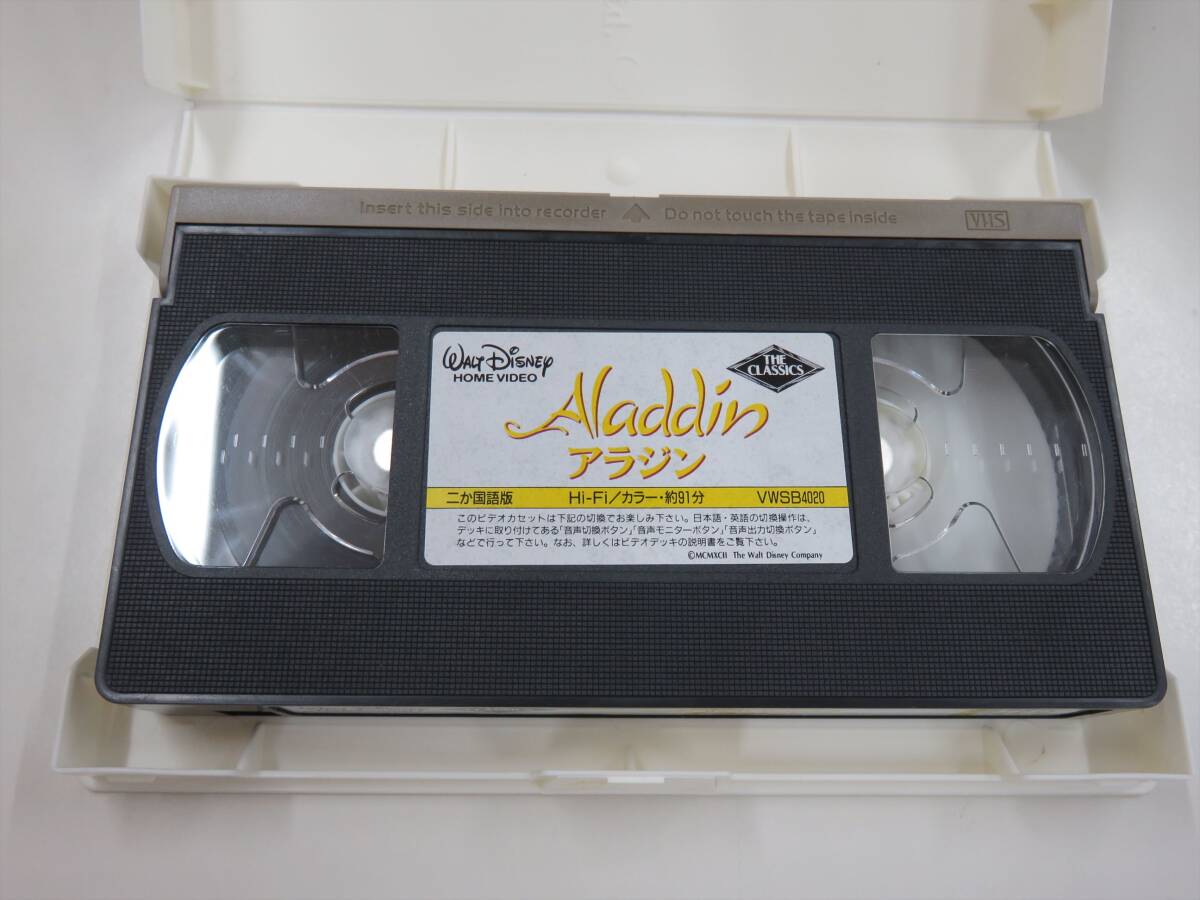 Insert this side into recorder Do not touch the tape inside VHS
WALT DISNEY
HOME VIDEO
THE
CLASSICS
Aladdin
アラジン
二か国語版 Hi-Fi/カラー・約91分 VWSB4020
このビデオカセットは下記の切換でお楽しみ下さい。日本語・英語の切換操作は、
デッキに取り付けてある「音声切換ボタン」「音声モニターボタン」「音声出力切換ボタン」
などで行って下さい。なお、詳しくはビデオデッキの説明書をご覧下さい。
©MCMXCII The Walt Disney Company